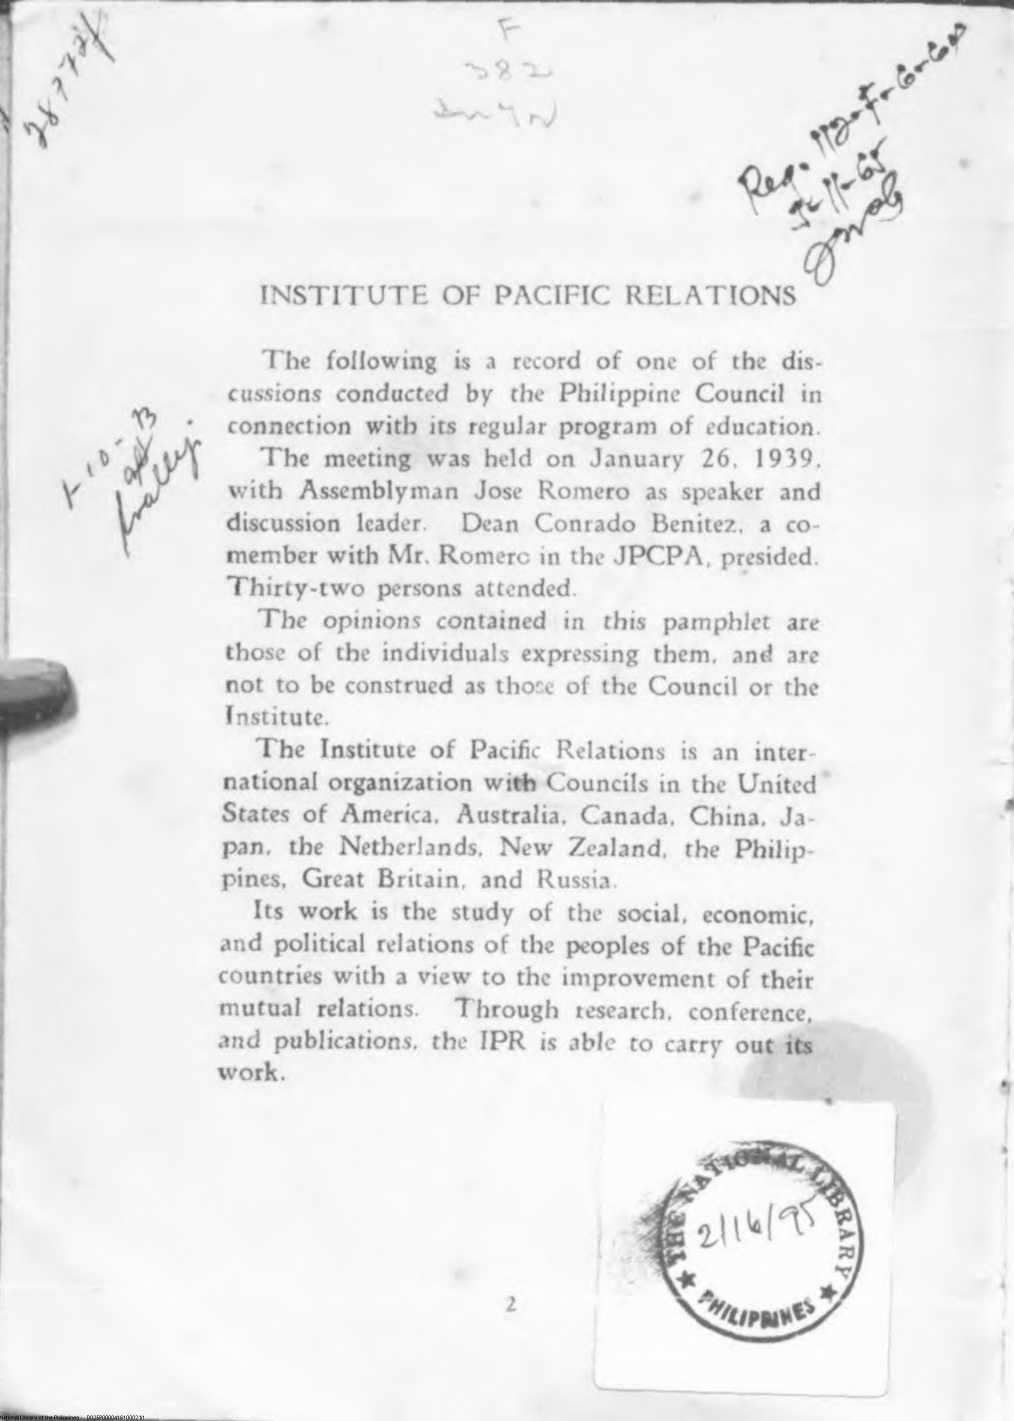 287724
F
382
In7N
Reg. 112-F-G-Gas
5-11-65
INSTITUTE OF PACIFIC RELATIONS
The following is a record of one of the dis-
cussions conducted by the Philippine Council in
connection with its regular program of education.
The meeting was held on January 26, 1939,
with Assemblyman Jose Romero as speaker and
discussion leader. Dean Conrado Benitez, a co-
member with Mr. Romero in the JPCPA, presided.
Thirty-two persons attended.
The opinions contained in this pamphlet are
those of the individuals expressing them, and are
not to be construed as those of the Council or the
Institute.
The Institute of Pacific Relations is an inter-
national organization with Councils in the United
States of America, Australia, Canada, China, Ja-
pan, the Netherlands, New Zealand, the Philip-
pines, Great Britain, and Russia.
Its work is the study of the social, economic,
and political relations of the peoples of the Pacific
countries with a view to the improvement of their
mutual relations. Through research, conference,
and publications, the IPR is able to carry out its
work.
THE NATIONAL LIBRARY
2/16/95
PHILIPPINES
2